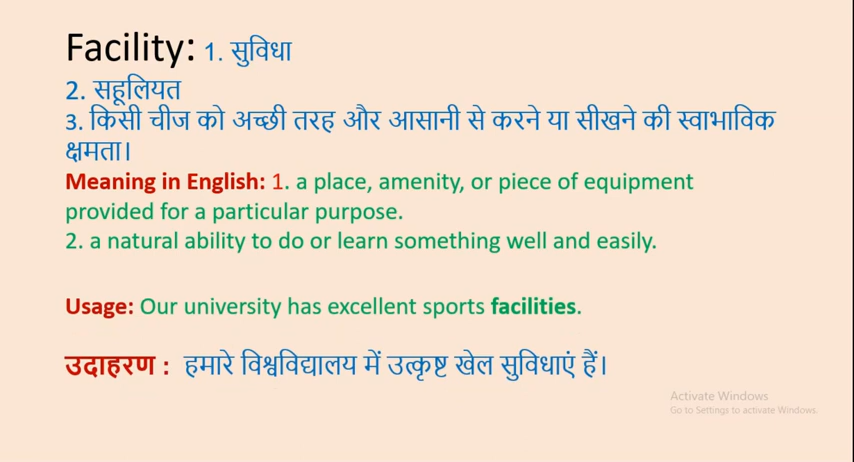 Facility: 1. सुविधा
2. सहूलियत
3. किसी चीज को अच्छी तरह और आसानी से करने या सीखने की स्वाभाविक
क्षमता।
Meaning in English: 1. a place, amenity, or piece of equipment
provided for a particular purpose.
2. a natural ability to do or learn something well and easily.
Usage: Our university has excellent sports facilities.
उदाहरण : हमारे विश्वविद्यालय में उत्कृष्ट खेल सुविधाएं हैं।
Activate Windows
Go to Settings to activate Windows.